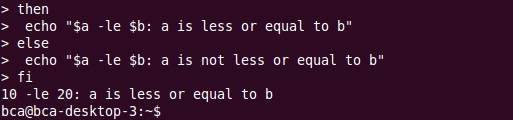 > then
>  echo "$a -le $b: a is less or equal to b"
> else
>  echo "$a -le $b: a is not less or equal to b"
> fi
10 -le 20: a is less or equal to b
bca@bca-desktop-3:~$